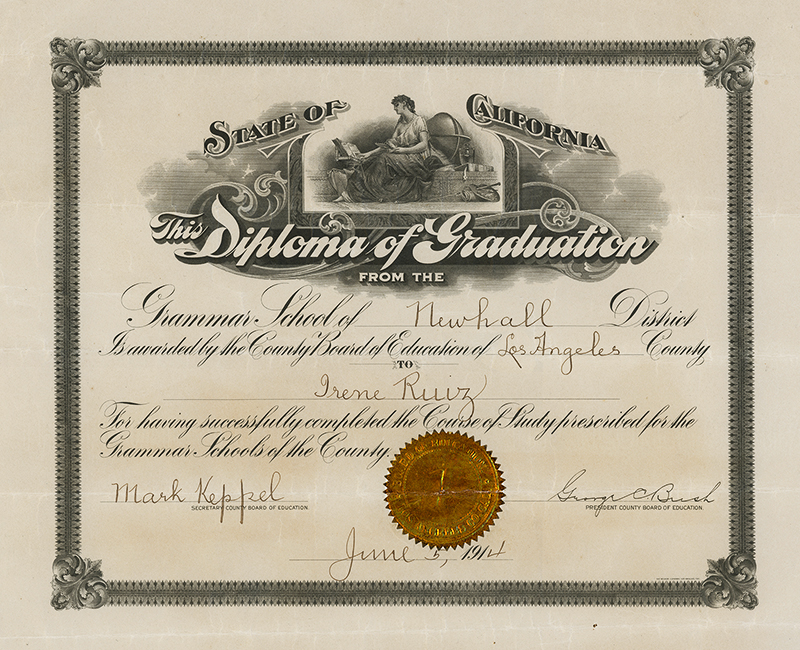 STATE OF CALIFORNIA
This Diploma of Graduation
FROM THE
Grammar School of Newhall District
Is awarded by the County Board of Education of Los Angeles County
TO
Irene Ruiz
For having successfully completed the Course of Study prescribed for the
Grammar Schools of the County.
Mark Keppel George C Bush
SECRETARY COUNTY BOARD OF EDUCATION. PRESIDENT COUNTY BOARD OF EDUCATION.
June 5, 1914